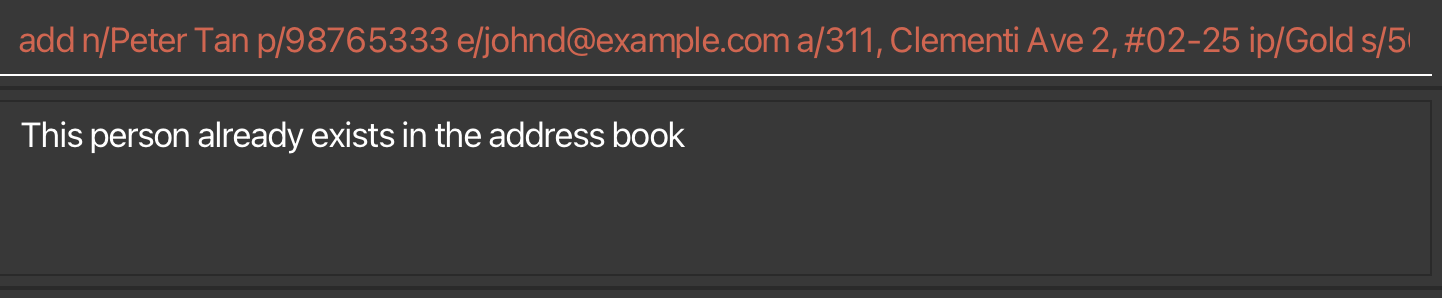 add n/Peter Tan p/98765333 e/johnd@example.com a/311, Clementi Ave 2, #02-25 ip/Gold s/5
This person already exists in the address book